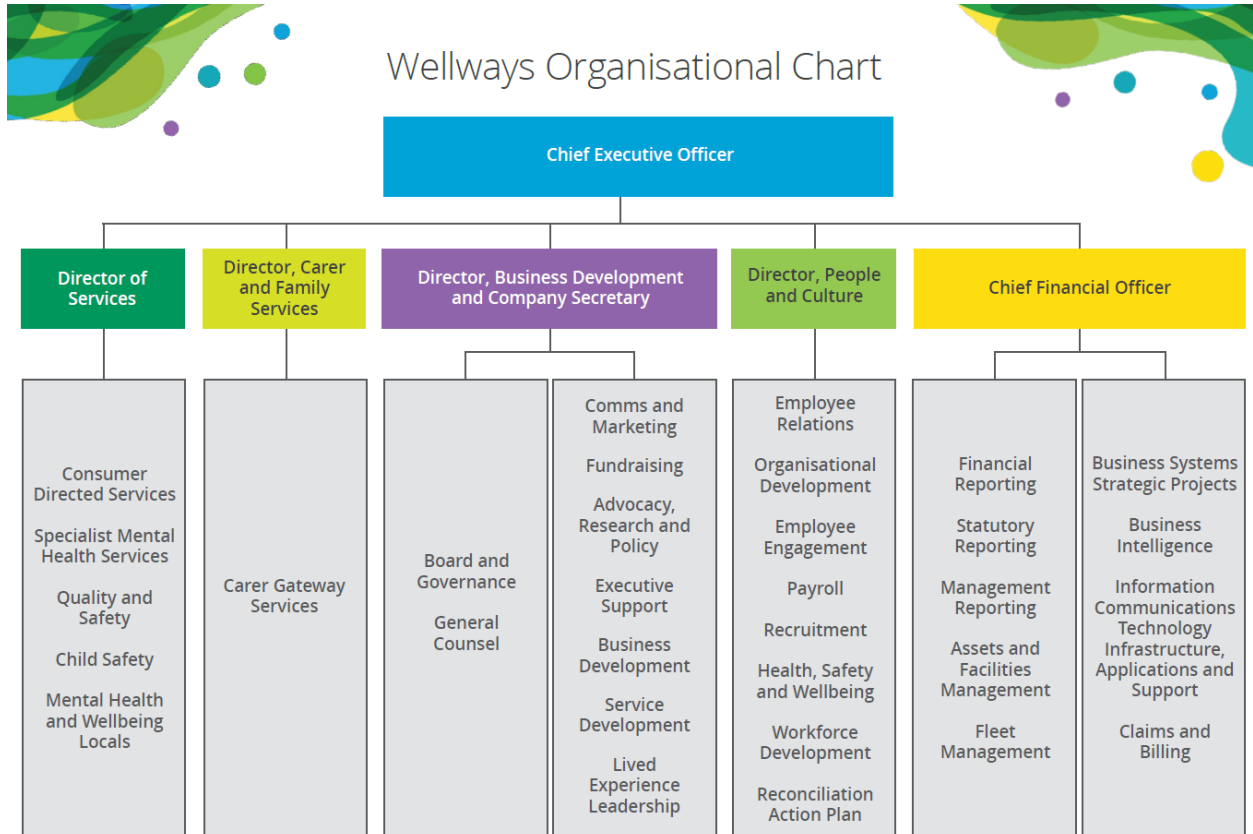 Wellways Organisational Chart
Chief Executive Officer
Director of
Services
Director, Carer
and Family
Services
Director, Business Development
and Company Secretary
Director, People
and Culture
Chief Financial Officer
Consumer
Directed Services
Specialist Mental
Health Services
Quality and
Safety
Child Safety
Mental Health
and Wellbeing
Locals
Carer Gateway
Services
Board and
Governance
General
Counsel
Comms and
Marketing
Fundraising
Advocacy,
Research and
Policy
Executive
Support
Business
Development
Service
Development
Lived
Experience
Leadership
Employee
Relations
Organisational
Development
Employee
Engagement
Payroll
Recruitment
Health, Safety
and Wellbeing
Workforce
Development
Reconciliation
Action Plan
Financial
Reporting
Statutory
Reporting
Management
Reporting
Assets and
Facilities
Management
Fleet
Management
Business Systems
Strategic Projects
Business
Intelligence
Information
Communications
Technology
Infrastructure,
Applications and
Support
Claims and
Billing